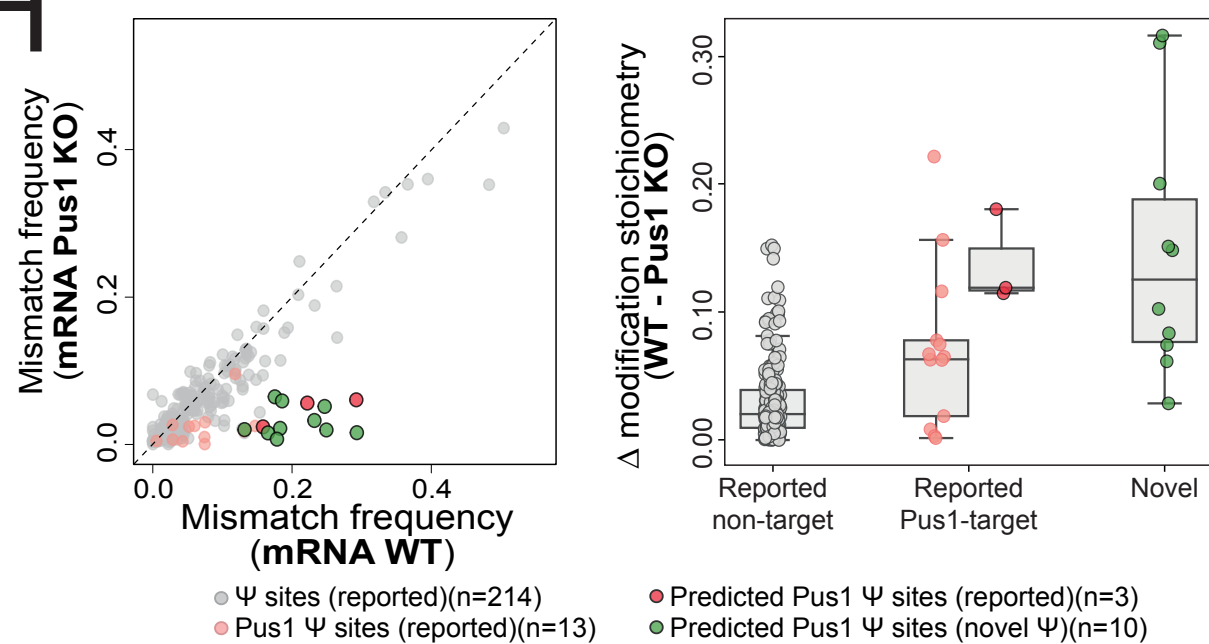 Mismatch frequency
(mRNA Pus1 KO)
0.4
0.2
0.0
0.0 0.2 0.4
Mismatch frequency
(mRNA WT)
Δ modification stoichiometry
(WT - Pus1 KO)
0.30
0.20
0.10
0.00
Reported
non-target
Reported
Pus1-target
Novel
Ψ sites (reported)(n=214)
Pus1 Ψ sites (reported)(n=13)
Predicted Pus1 Ψ sites (reported)(n=3)
Predicted Pus1 Ψ sites (novel Ψ)(n=10)